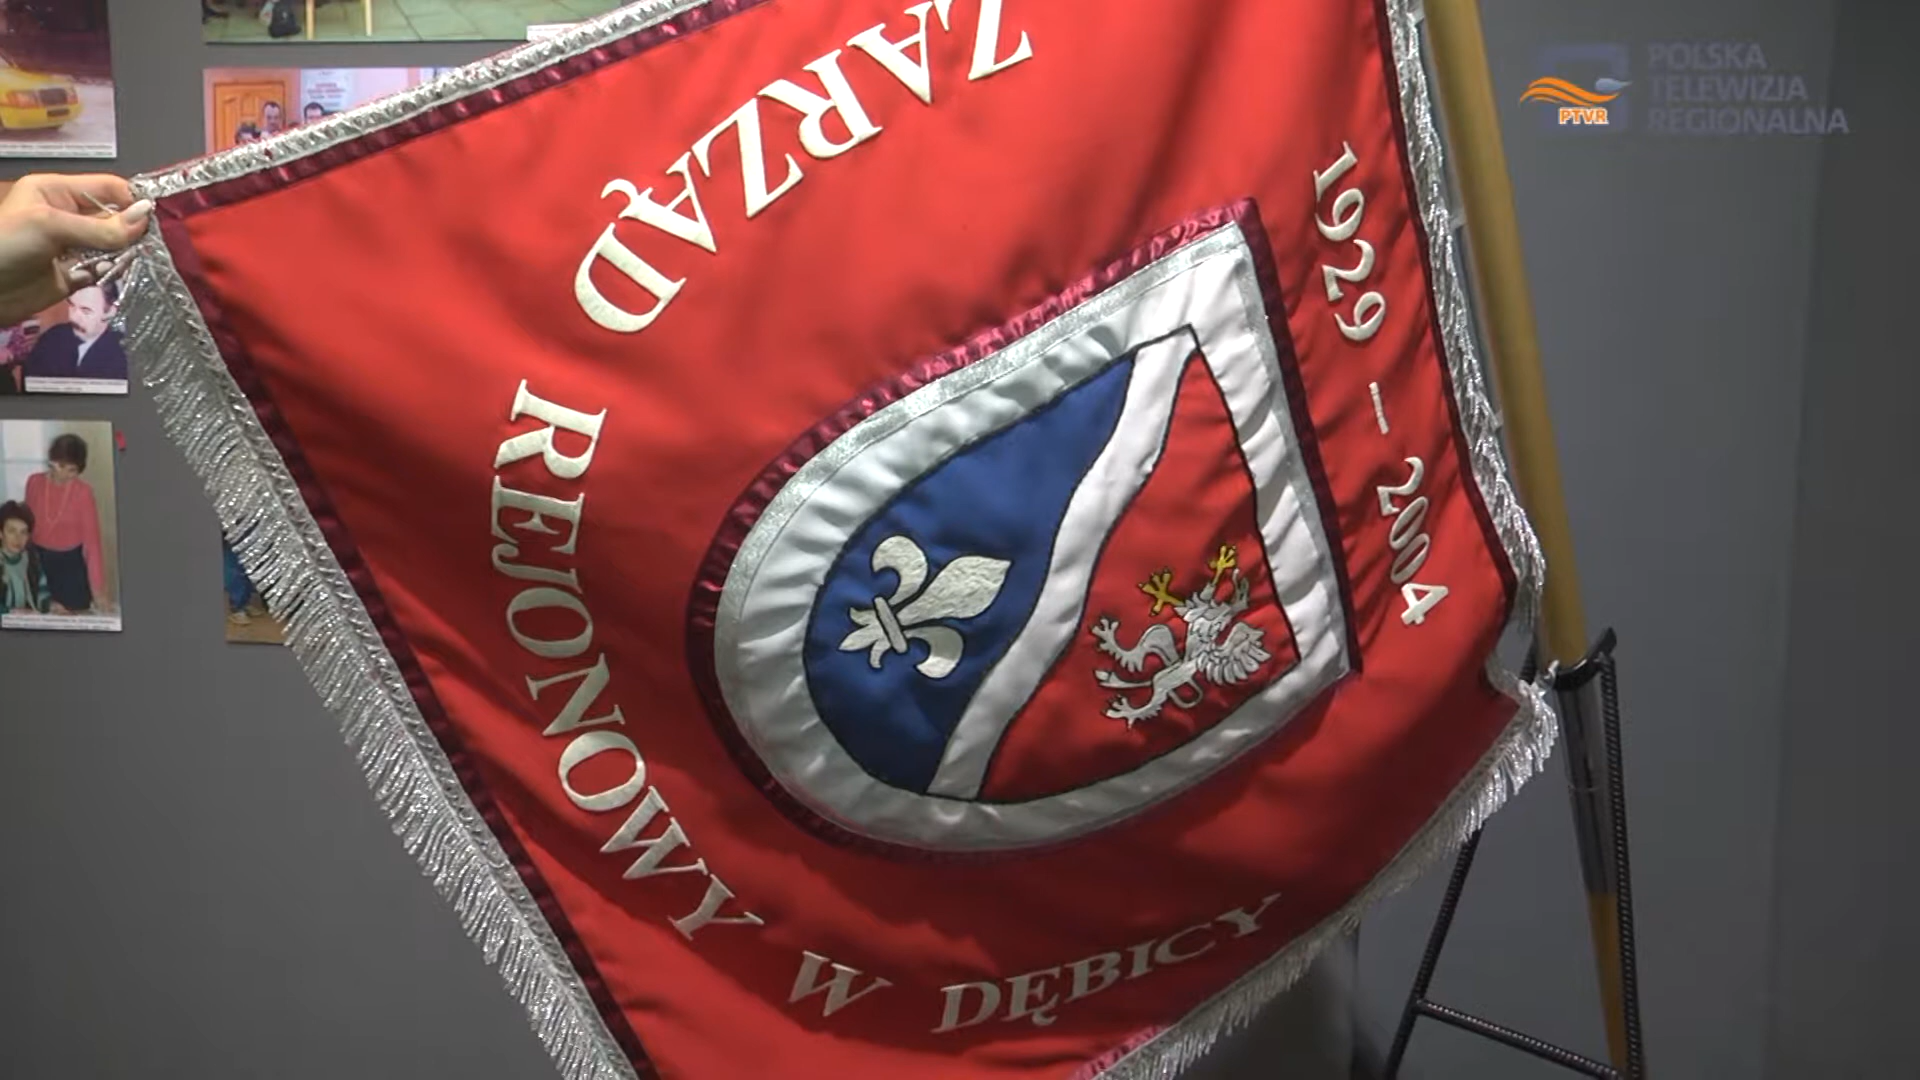 ZARZĄD REJONOWY W DĘBICY
1929 – 2004
PTVR
POLSKA
TELEWIZJA
REGIONALNA